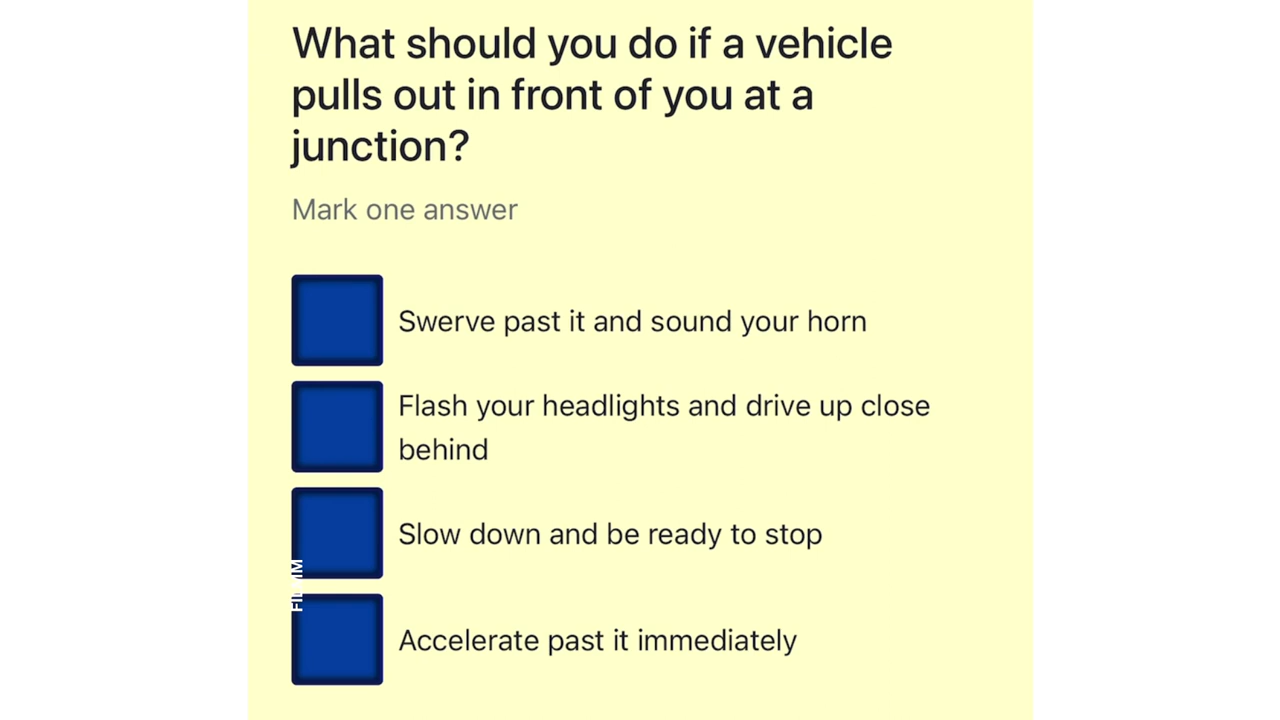 What should you do if a vehicle
pulls out in front of you at a
junction?
Mark one answer
Swerve past it and sound your horn
Flash your headlights and drive up close
behind
Slow down and be ready to stop
Accelerate past it immediately